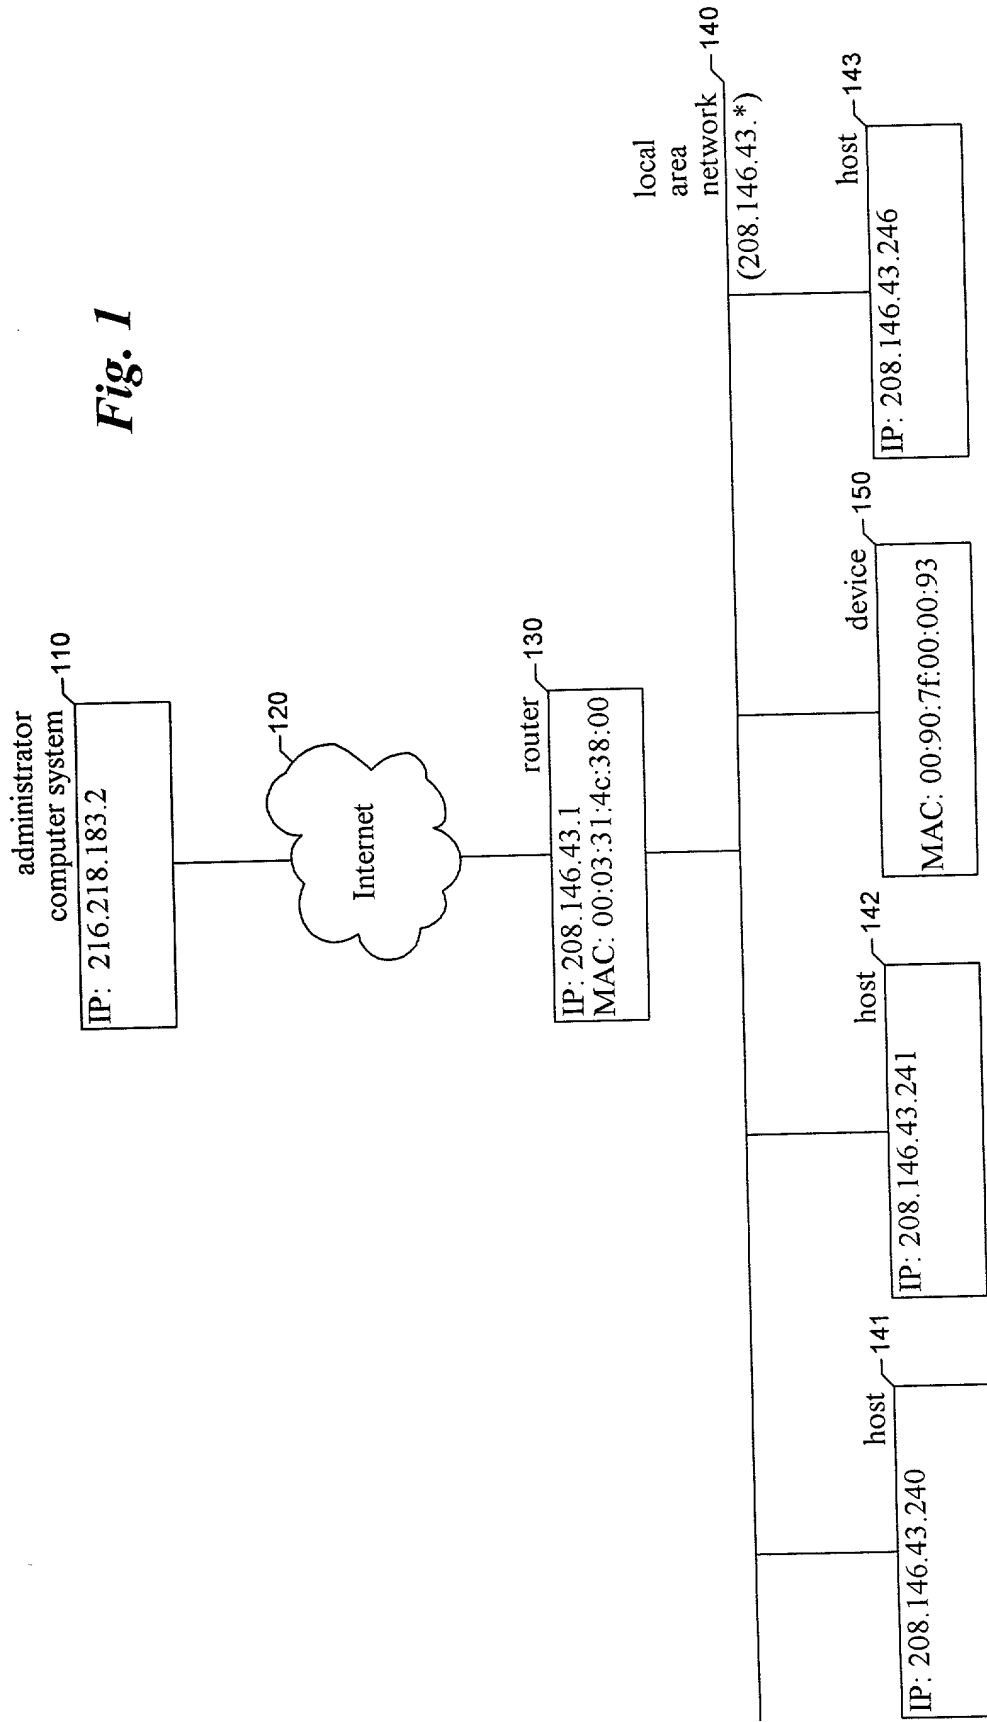 Fig. 1
administrator
computer system
110
IP: 216.218.183.2
120
Internet
router
130
IP: 208.146.43.1
MAC: 00:03:31:4c:38:00
local
area
network
140
(208.146.43.*)
host
141
IP: 208.146.43.240
host
142
IP: 208.146.43.241
device
150
MAC: 00:90:7f:00:00:93
host
143
IP: 208.146.43.246